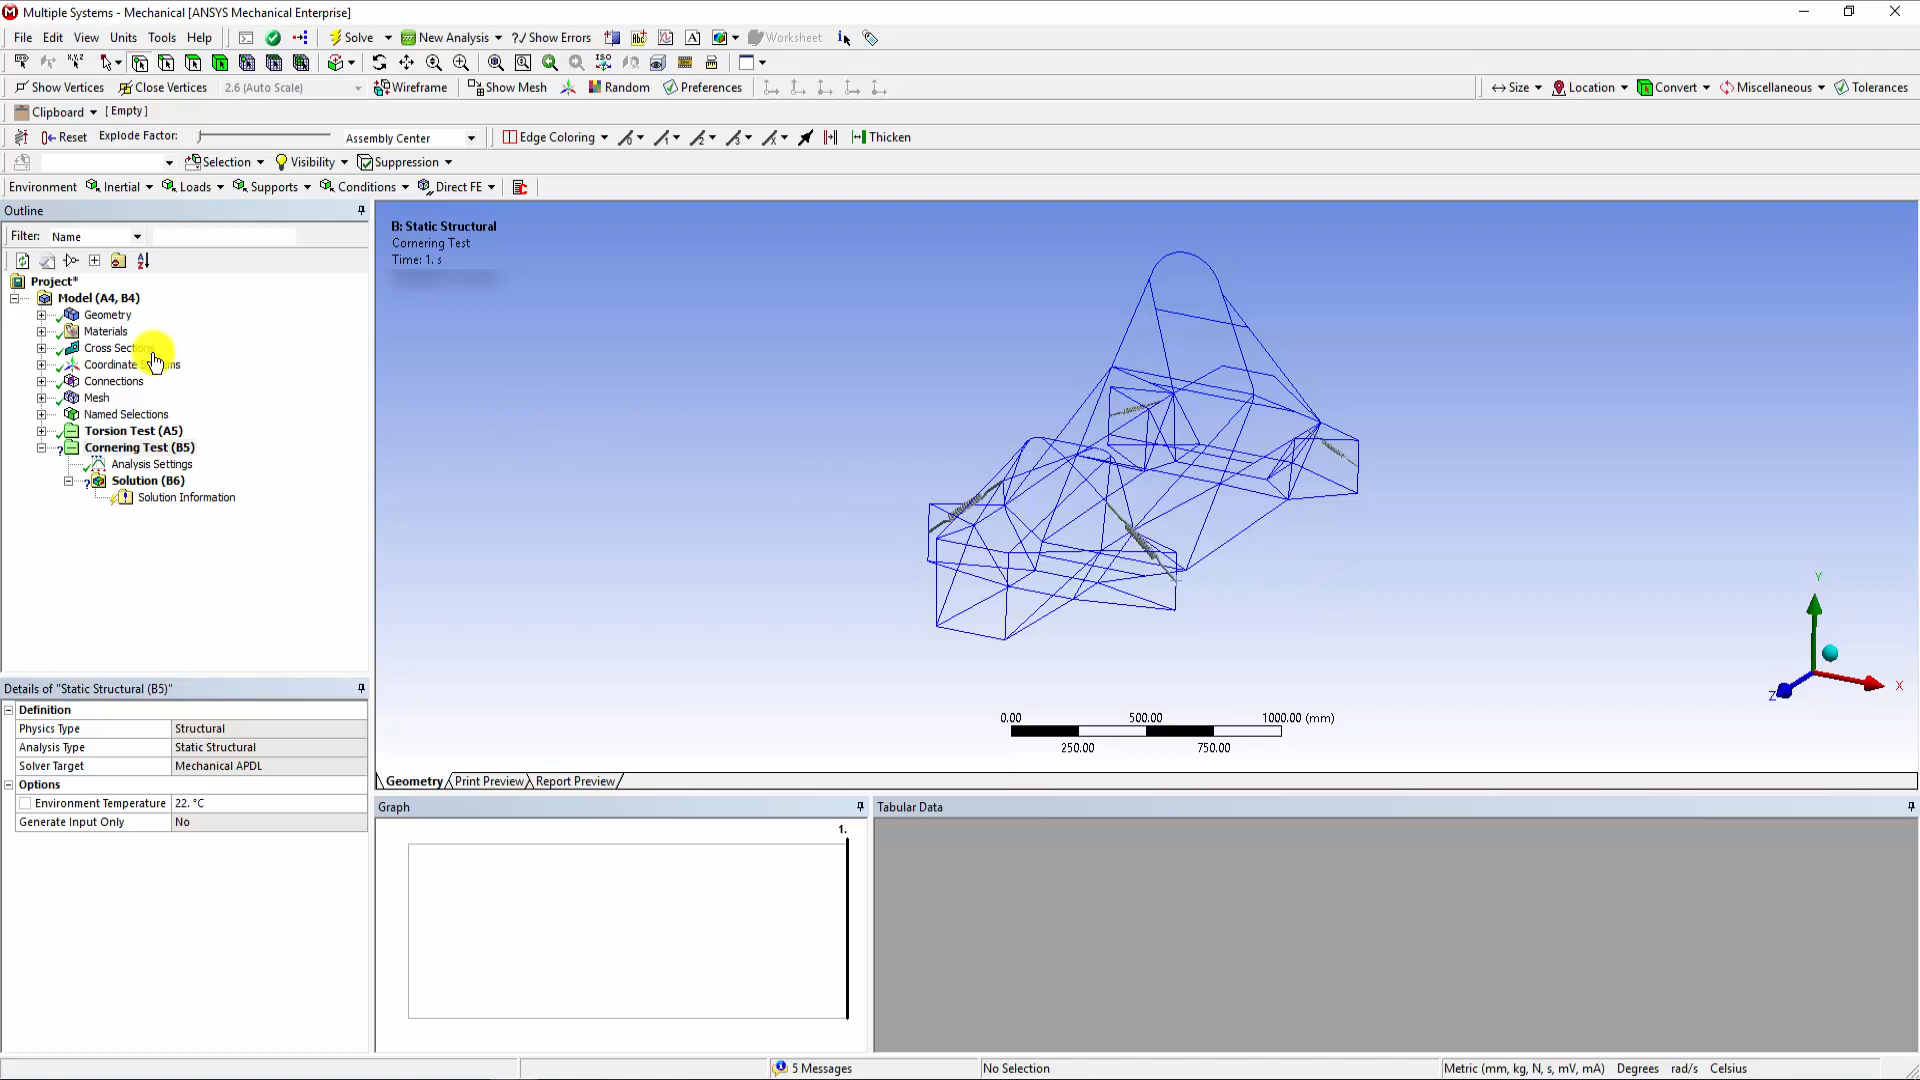 Multiple Systems - Mechanical [ANSYS Mechanical Enterprise]
File Edit View Units Tools Help Solve New Analysis ?/ Show Errors Worksheet
Show Vertices Close Vertices 2.6 (Auto Scale) Wireframe Show Mesh Random Preferences Size Location Convert Miscellaneous Tolerances
Clipboard [ Empty ]
Reset Explode Factor: Assembly Center Edge Coloring Thicken
Selection Visibility Suppression
Environment Inertial Loads Supports Conditions Direct FE
Outline
Filter: Name
Project*
Model (A4, B4)
Geometry
Materials
Cross Sections
Coordinate
Connections
Mesh
Named Selections
Torsion Test (A5)
Cornering Test (B5)
Analysis Settings
Solution (B6)
Solution Information
B: Static Structural
Cornering Test
Time: 1. s
Y
X
Z
0.00 500.00 1000.00 (mm)
250.00 750.00
Details of "Static Structural (B5)"
Definition
Physics Type Structural
Analysis Type Static Structural
Solver Target Mechanical APDL
Options
Environment Temperature 22. °C
Generate Input Only No
Geometry Print Preview Report Preview
Graph
1.
Tabular Data
5 Messages No Selection Metric (mm, kg, N, s, mV, mA) Degrees rad/s Celsius